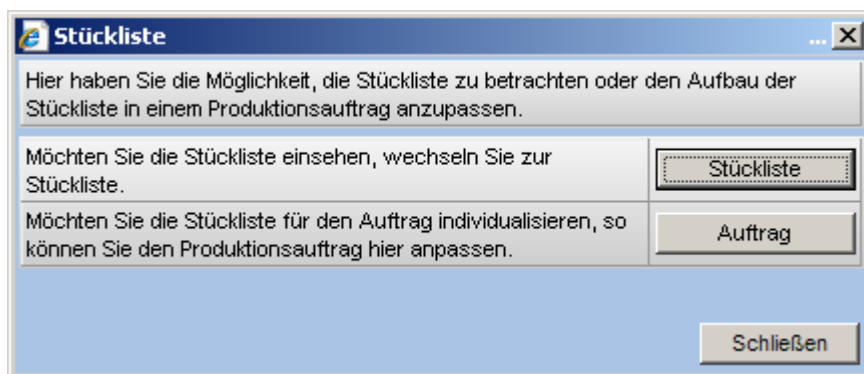 Stückliste ...
Hier haben Sie die Möglichkeit, die Stückliste zu betrachten oder den Aufbau der
Stückliste in einem Produktionsauftrag anzupassen.
Möchten Sie die Stückliste einsehen, wechseln Sie zur
Stückliste.
Stückliste
Möchten Sie die Stückliste für den Auftrag individualisieren, so
können Sie den Produktionsauftrag hier anpassen.
Auftrag
Schließen